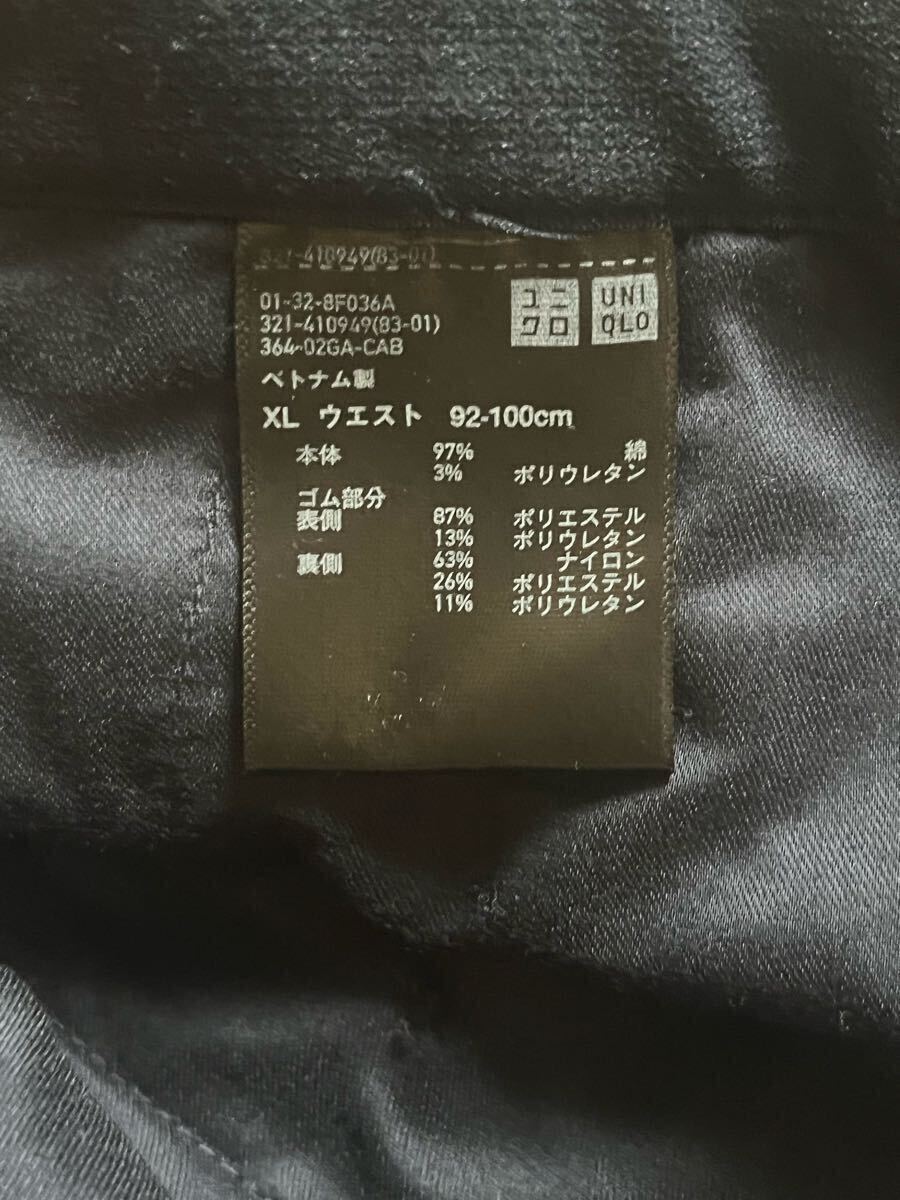 321-410949(83-01)
01-32-8F036A
321-410949(83-01)
364-02GA-CAB
ユニ
クロ
UNI
QLO
ベトナム製
XL ウエスト 92-100cm
本体 97% 綿
3% ポリウレタン
ゴム部分
表側 87% ポリエステル
13% ポリウレタン
裏側 63% ナイロン
26% ポリエステル
11% ポリウレタン